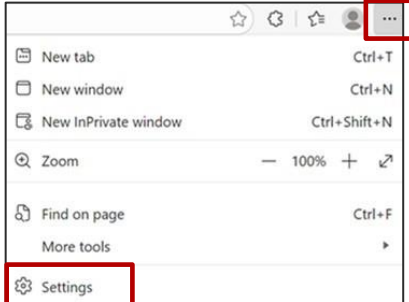 New tab Ctrl+T
New window Ctrl+N
New InPrivate window Ctrl+Shift+N
Zoom — 100% +
Find on page Ctrl+F
More tools
Settings